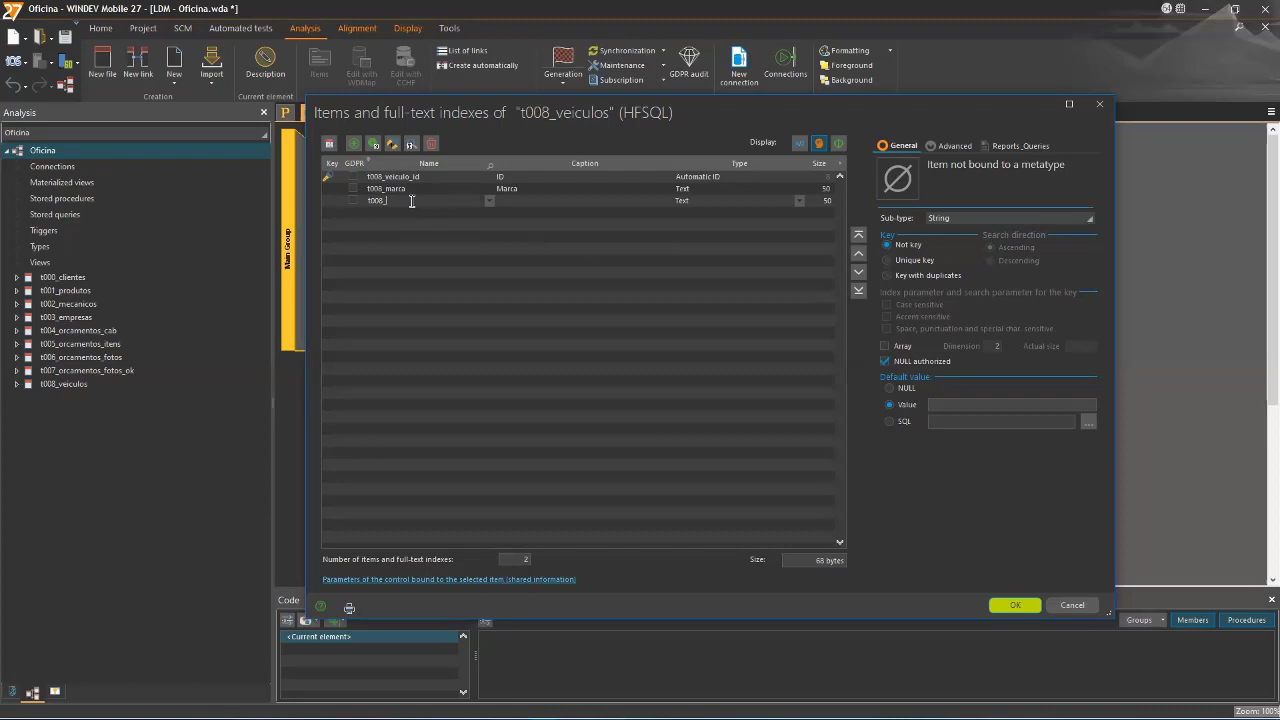 27 Oficina - WINDEV Mobile 27 - LDM - Oficina.wda *]
Home Project SCM Automated tests Analysis Alignment Display Tools
New file New link New Import Description Items Edit with WDMap Edit with
List of links
Create automatically
Generation
Synchronization
Maintenance
Subscription
GDPR audit
New connection
Connections
Formatting
Foreground
Background
Creation Current element
Analysis
Oficina
Oficina
Connections
Materialized views
Stored procedures
Stored queries
Triggers
Types
Views
t000_clientes
t001_produtos
t002_mecanicos
t003_empresas
t004_orcamentos_cab
t005_orcamentos_itens
t006_orcamentos_fotos
t007_orcamentos_fotos_ok
t008_veiculos
P
Main Group
Items and full-text indexes of "t008_veiculos" (HFSQL)
Display:
Key GDPR Name Caption Type Size
t008_veiculo_id ID Automatic ID 8
t008_marca Marca Text 50
t008_ Text 50
Number of items and full-text indexes: 2
Size: 68 bytes
Parameters of the control bound to the selected item (shared information)
General Advanced Reports_Queries
Item not bound to a metatype
Sub-type: String
Key Search direction
Not key Ascending
Unique key Descending
Key with duplicates
Index parameter and search parameter for the key
Case sensitive
Accent sensitive
Space, punctuation and special char. sensitive
Array Dimension 2 Actual size
NULL authorized
Default value
NULL
Value
SQL
...
OK Cancel
Code
Groups Members Procedures
<Current element>
Zoom: 100%